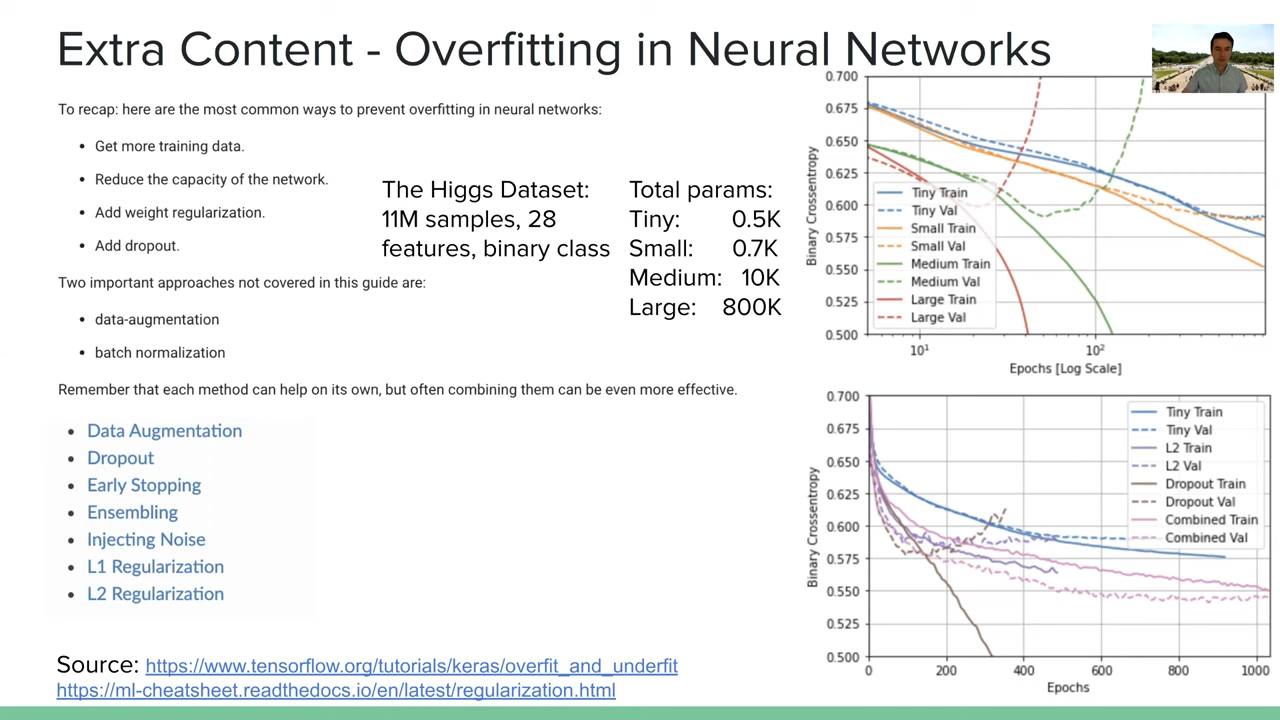 Extra Content - Overfitting in Neural Networks
To recap: here are the most common ways to prevent overfitting in neural networks:
• Get more training data.
• Reduce the capacity of the network.
• Add weight regularization.
• Add dropout.
Two important approaches not covered in this guide are:
• data-augmentation
• batch normalization
Remember that each method can help on its own, but often combining them can be even more effective.
The Higgs Dataset:
11M samples, 28
features, binary class
Total params:
Tiny: 0.5K
Small: 0.7K
Medium: 10K
Large: 800K
• Data Augmentation
• Dropout
• Early Stopping
• Ensembling
• Injecting Noise
• L1 Regularization
• L2 Regularization
Source: https://www.tensorflow.org/tutorials/keras/overfit_and_underfit
https://ml-cheatsheet.readthedocs.io/en/latest/regularization.html
0.700
0.675
0.650
0.625
0.600
0.575
0.550
0.525
0.500
Binary Crossentropy
Tiny Train
Tiny Val
Small Train
Small Val
Medium Train
Medium Val
Large Train
Large Val
10¹ 10²
Epochs [Log Scale]
0.700
0.675
0.650
0.625
0.600
0.575
0.550
0.525
0.500
Binary Crossentropy
Tiny Train
Tiny Val
L2 Train
L2 Val
Dropout Train
Dropout Val
Combined Train
Combined Val
0 200 400 600 800 1000
Epochs